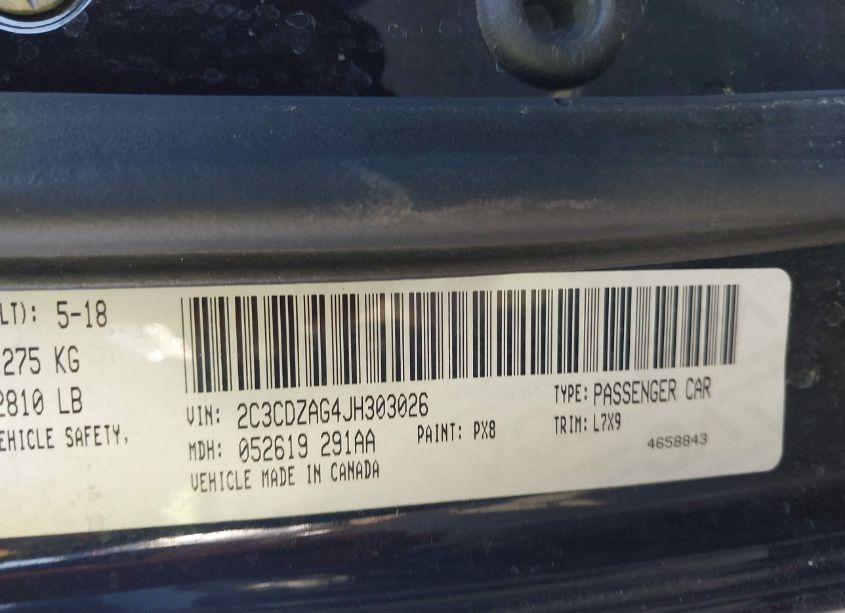 LT): 5-18
275 KG
2810 LB
EHICLE SAFETY,
VIN: 2C3CDZAG4JH303026
TYPE: PASSENGER CAR
MDH: 052619 291AA
PAINT: PX8
TRIM: L7X9
VEHICLE MADE IN CANADA
4658843